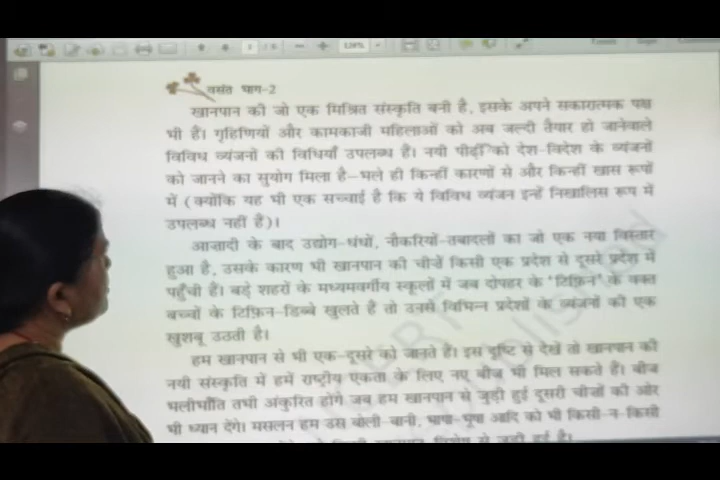 वसंत भाग-2
खानपान की जो एक मिश्रित संस्कृति बनी है, इसके अपने सकारात्मक पक्ष
भी हैं। गृहिणियों और कामकाजी महिलाओं को अब जल्दी तैयार हो जानेवाले
विविध व्यंजनों की विधियाँ उपलब्ध हैं। नयी पीढ़ी को देश-विदेश के व्यंजनों
को जानने का सुयोग मिला है–भले ही किन्हीं कारणों से और किन्हीं खास रूपों
में (क्योंकि यह भी एक सच्चाई है कि ये विविध व्यंजन इन्हें निखालिस रूप में
उपलब्ध नहीं हैं)।
आज़ादी के बाद उद्योग-धंधों, नौकरियों-तबादलों का जो एक नया विस्तार
हुआ है, उसके कारण भी खानपान की चीज़ें किसी एक प्रदेश से दूसरे प्रदेश में
पहुँची हैं। बड़े शहरों के मध्यमवर्गीय स्कूलों में जब दोपहर के 'टिफ़िन' के वक्त
बच्चों के टिफ़िन-डिब्बे खुलते हैं तो उनसे विभिन्न प्रदेशों के व्यंजनों की एक
खुशबू उठती है।
हम खानपान से भी एक-दूसरे को जानते हैं। इस दृष्टि से देखें तो खानपान की
नयी संस्कृति में हमें राष्ट्रीय एकता के लिए नए बीज भी मिल सकते हैं। बीज
भलीभाँति तभी अंकुरित होंगे जब हम खानपान से जुड़ी हुई दूसरी चीज़ों की ओर
भी ध्यान देंगे। मसलन हम उस बोली-बानी, भाषा-भूषा आदि को भी किसी-न-किसी
विशेष से जुड़ी हुई है।